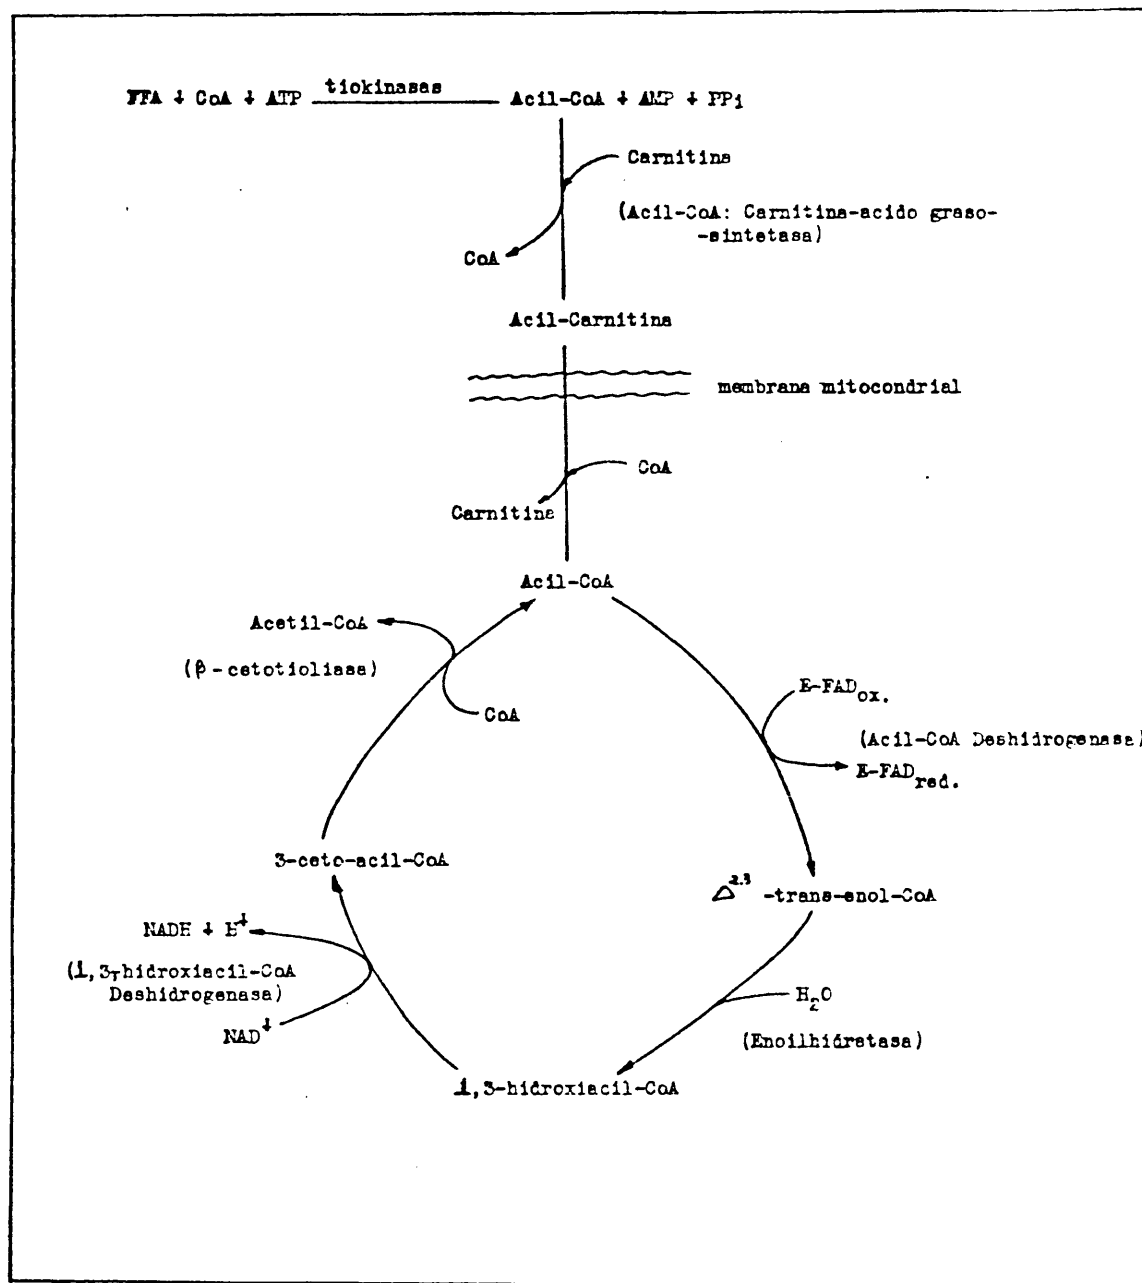 FFA + CoA + ATP tiokinasas Acil-CoA + AMP + PPi
Carnitina
(Acil-CoA: Carnitina-acido graso-
-sintetasa)
CoA
Acil-Carnitina
membrana mitocondrial
CoA
Carnitina
Acil-CoA
Acetil-CoA
(β-cetotioliasa)
CoA
E-FADox.
(Acil-CoA Deshidrogenasa)
E-FADred.
3-ceto-acil-CoA
Δ2.3 -trans-enol-CoA
NADH + H+
(l,3-hidroxiacil-CoA
Deshidrogenasa)
NAD+
H2O
(Enoilhidratasa)
l,3-hidroxiacil-CoA